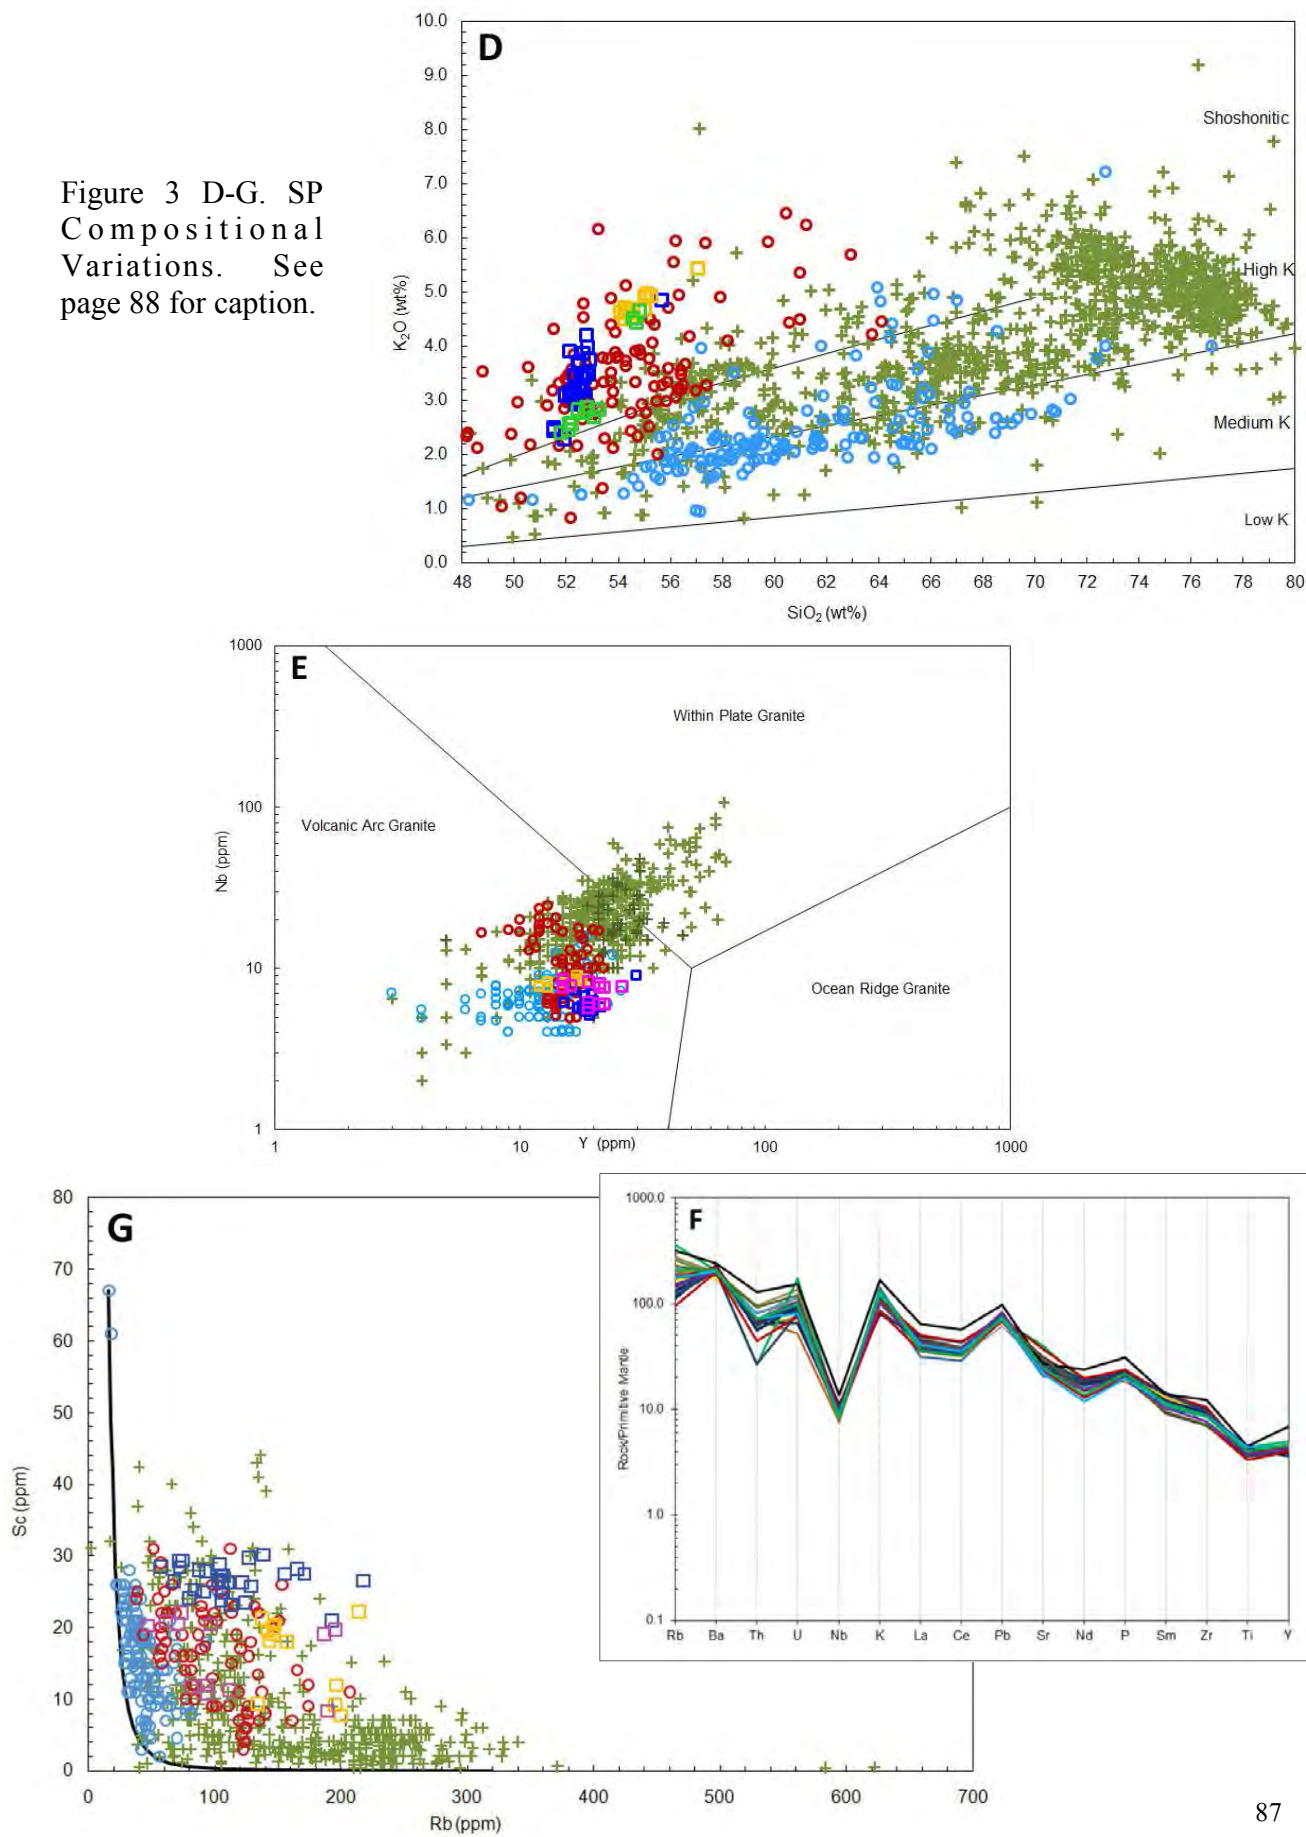 Figure 3 D-G. SP
Compositional
Variations. See
page 88 for caption.
D
10.0
9.0
8.0
7.0
6.0
5.0
4.0
3.0
2.0
1.0
0.0
K2O (wt%)
Shoshonitic
High K
Medium K
Low K
48 50 52 54 56 58 60 62 64 66 68 70 72 74 76 78 80
SiO2 (wt%)
E
1000
100
10
1
Nb (ppm)
Within Plate Granite
Volcanic Arc Granite
Ocean Ridge Granite
1 10 100 1000
Y (ppm)
G
80
70
60
50
40
30
20
10
0
Sc (ppm)
0 100 200 300 400 500 600 700
Rb (ppm)
F
1000.0
100.0
10.0
1.0
0.1
Rock/Primitive Mantle
Rb Ba Th U Nb K La Ce Pb Sr Nd P Sm Zr Ti Y
87